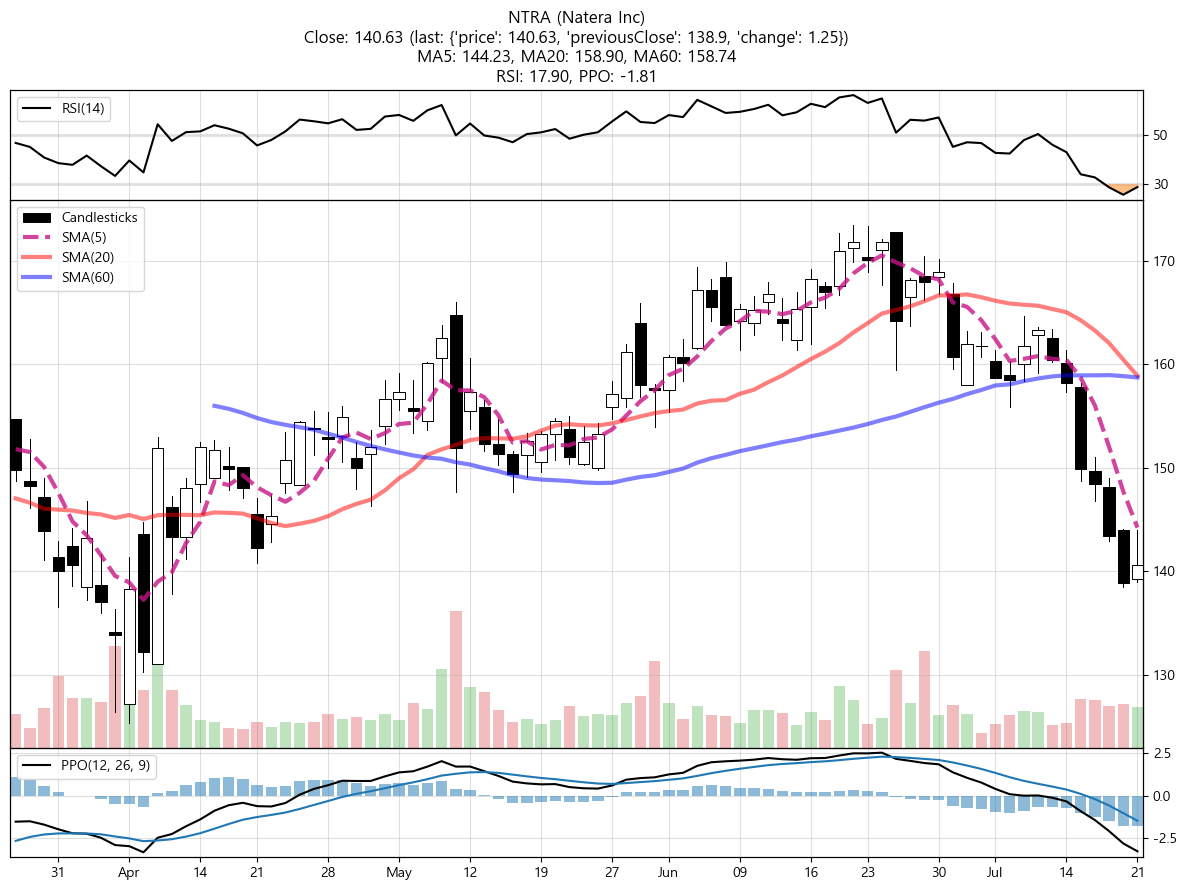 NTRA (Natera Inc)
Close: 140.63 (last: {'price': 140.63, 'previousClose': 138.9, 'change': 1.25})
MA5: 144.23, MA20: 158.90, MA60: 158.74
RSI: 17.90, PPO: -1.81
RSI(14)
50
30
Candlesticks
SMA(5)
SMA(20)
SMA(60)
170
160
150
140
130
PPO(12, 26, 9)
2.5
0.0
-2.5
31 Apr 14 21 28 May 12 19 27 Jun 09 16 23 30 Jul 14 21